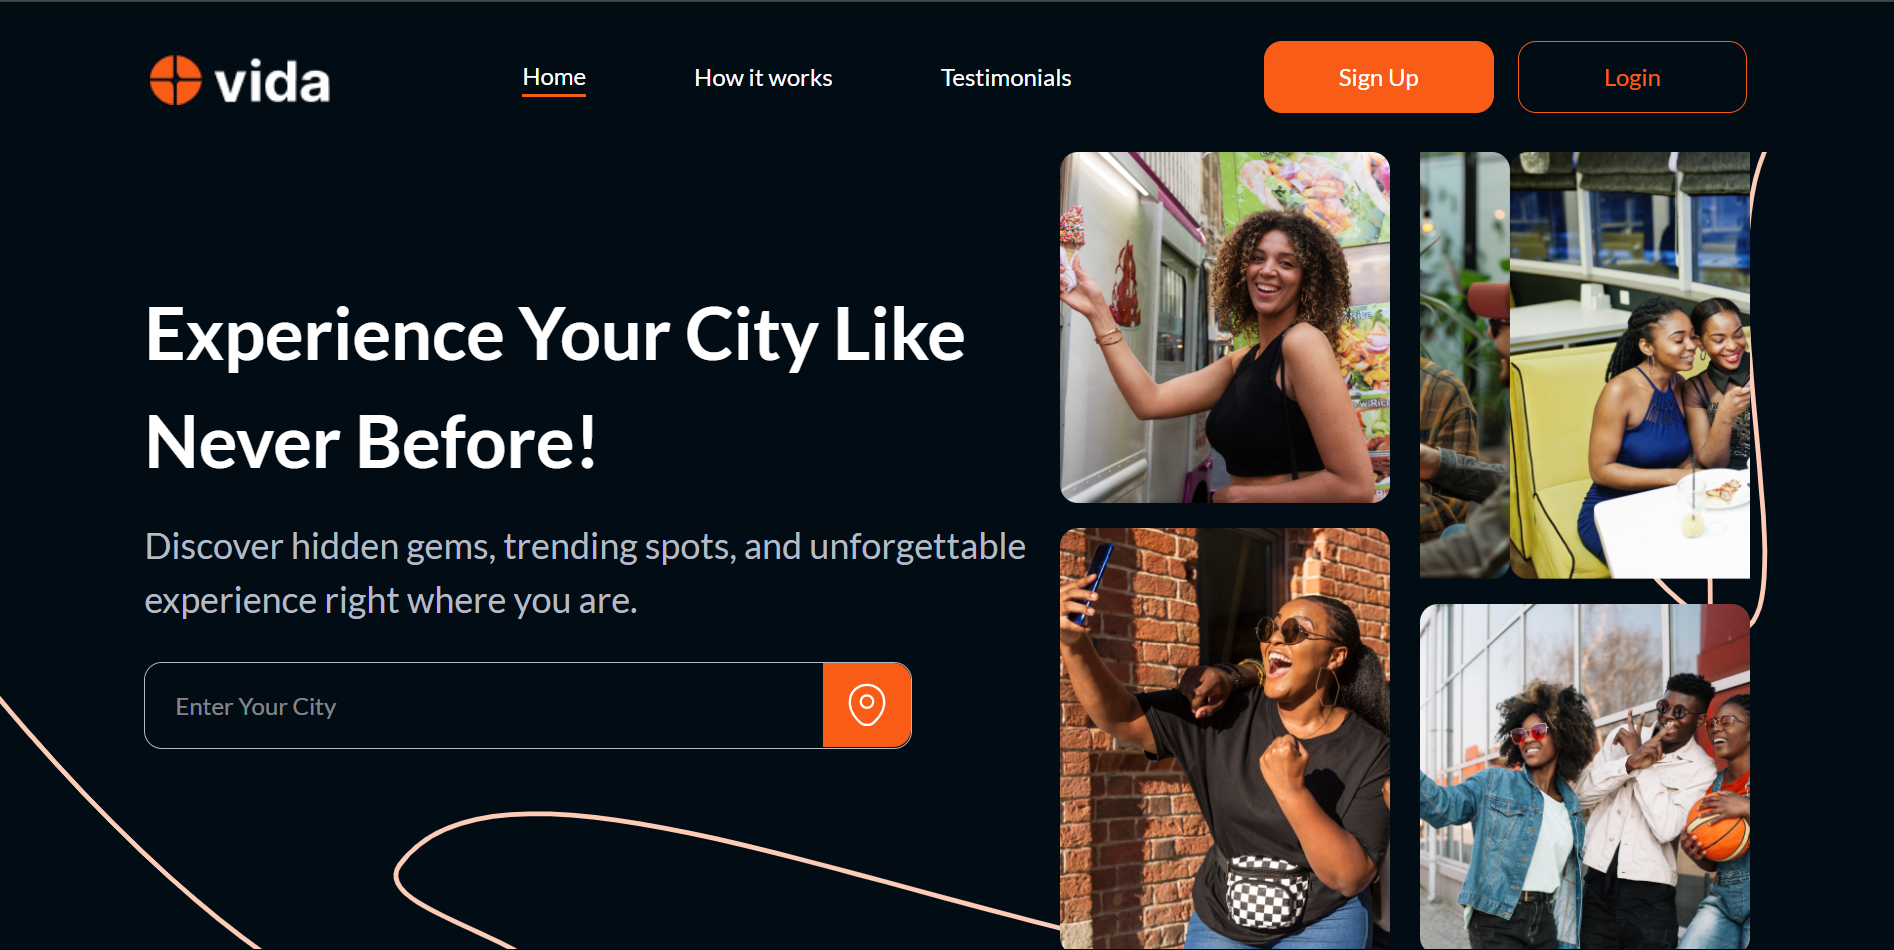 vida
Home
How it works
Testimonials
Sign Up
Login
Experience Your City Like
Never Before!
Discover hidden gems, trending spots, and unforgettable
experience right where you are.
Enter Your City